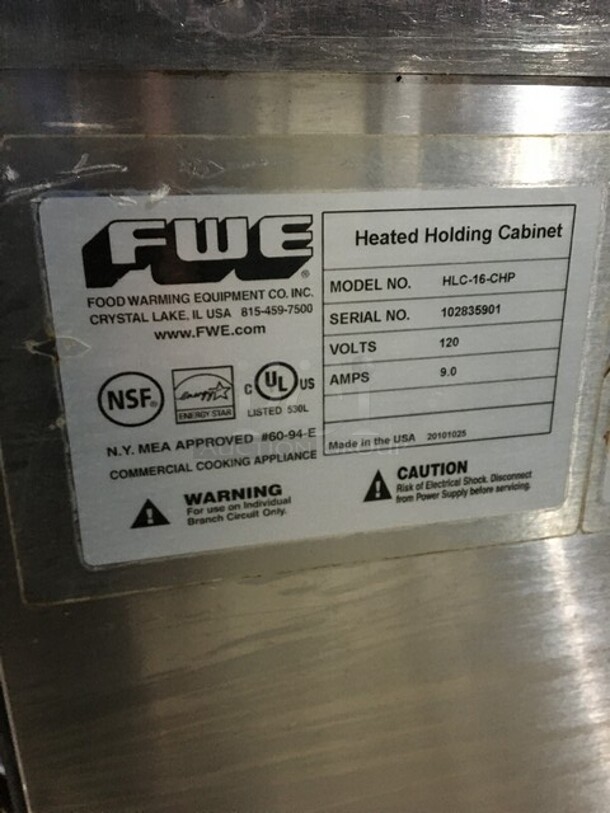 FWE®
FOOD WARMING EQUIPMENT CO. INC.
CRYSTAL LAKE, IL USA 815-459-7500
www.FWE.com
Heated Holding Cabinet
MODEL NO. HLC-16-CHP
SERIAL NO. 102835901
VOLTS 120
AMPS 9.0
Made in the USA 20101025
NSF®
energy
ENERGY STAR
C UL US
LISTED 530L
N.Y. MEA APPROVED #60-94-E
COMMERCIAL COOKING APPLIANCE
WARNING
For use on Individual
Branch Circuit Only.
CAUTION
Risk of Electrical Shock. Disconnect
from Power Supply before servicing.